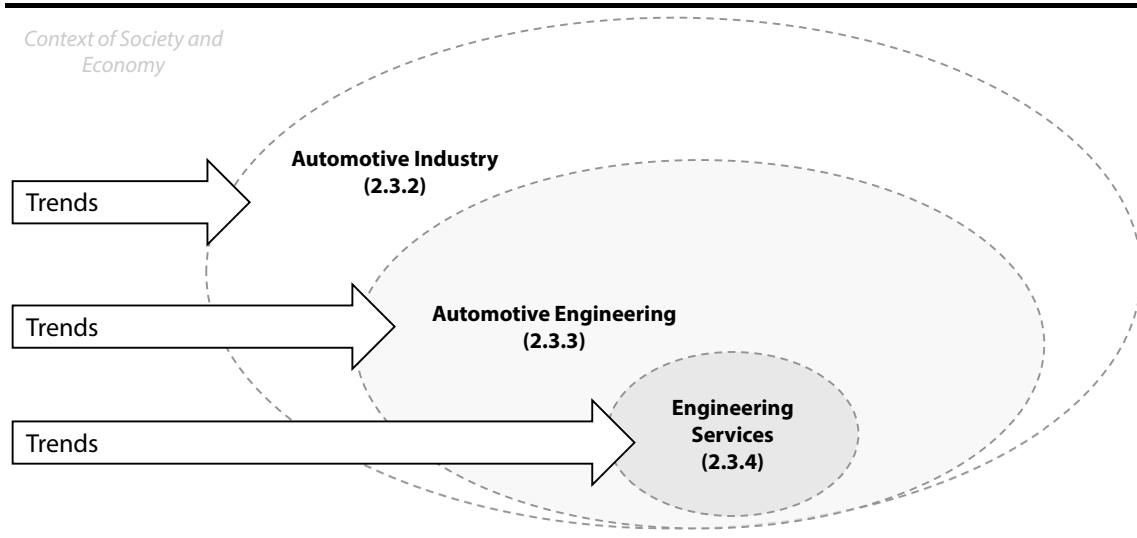 Context of Society and
Economy
Automotive Industry
(2.3.2)
Trends
Automotive Engineering
(2.3.3)
Trends
Engineering
Services
(2.3.4)
Trends